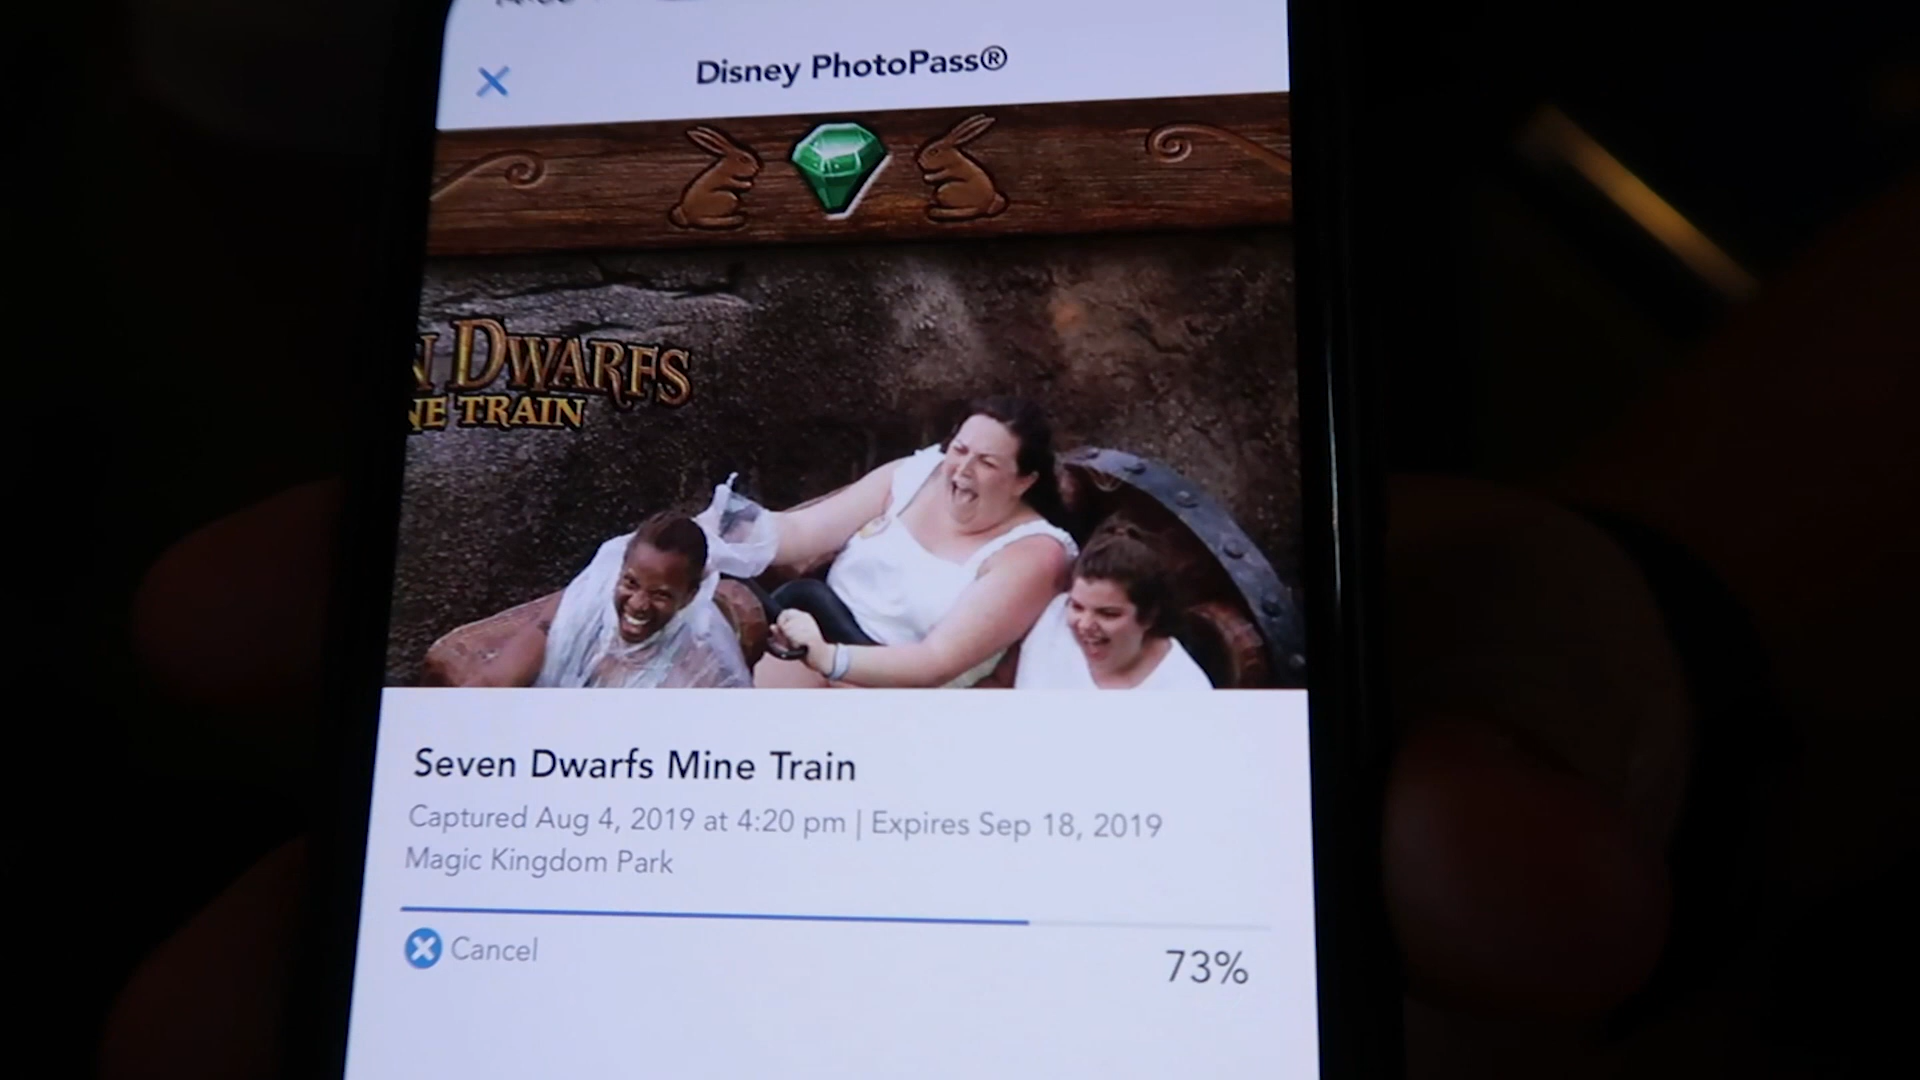 Disney PhotoPass®
DWARFS
NE TRAIN
Seven Dwarfs Mine Train
Captured Aug 4, 2019 at 4:20 pm | Expires Sep 18, 2019
Magic Kingdom Park
Cancel
73%